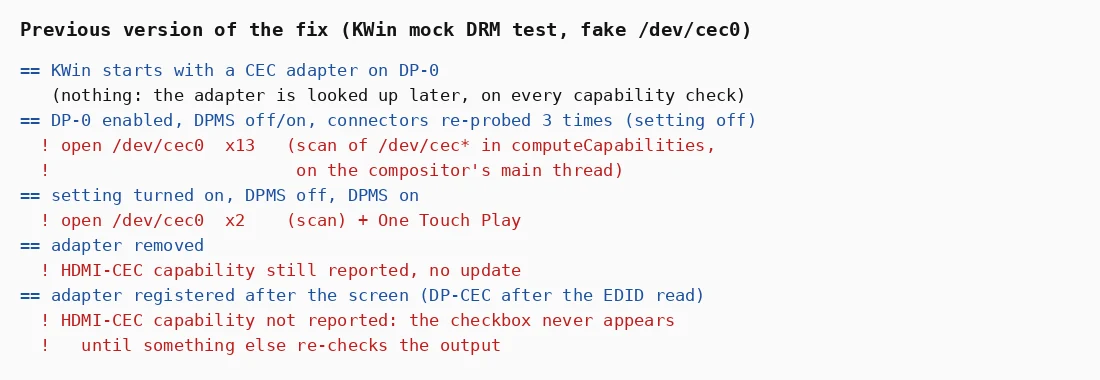 Previous version of the fix (KWin mock DRM test, fake /dev/cec0)
== KWin starts with a CEC adapter on DP-0
(nothing: the adapter is looked up later, on every capability check)
== DP-0 enabled, DPMS off/on, connectors re-probed 3 times (setting off)
! open /dev/cec0  x13   (scan of /dev/cec* in computeCapabilities,
!                        on the compositor's main thread)
== setting turned on, DPMS off, DPMS on
! open /dev/cec0  x2    (scan) + One Touch Play
== adapter removed
! HDMI-CEC capability still reported, no update
== adapter registered after the screen (DP-CEC after the EDID read)
! HDMI-CEC capability not reported: the checkbox never appears
!   until something else re-checks the output